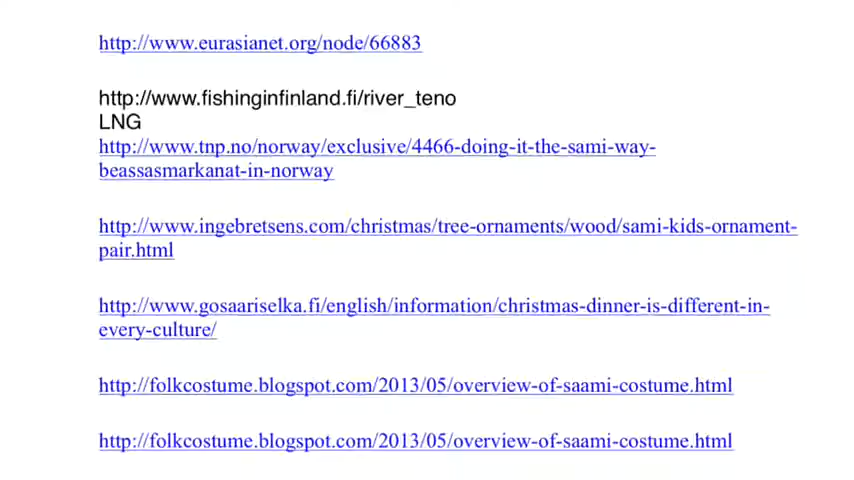 http://www.eurasianet.org/node/66883
http://www.fishinginfinland.fi/river_teno
LNG
http://www.tnp.no/norway/exclusive/4466-doing-it-the-sami-way-
beassasmarkanat-in-norway
http://www.ingebretsens.com/christmas/tree-ornaments/wood/sami-kids-ornament-
pair.html
http://www.gosaariselka.fi/english/information/christmas-dinner-is-different-in-
every-culture/
http://folkcostume.blogspot.com/2013/05/overview-of-saami-costume.html
http://folkcostume.blogspot.com/2013/05/overview-of-saami-costume.html